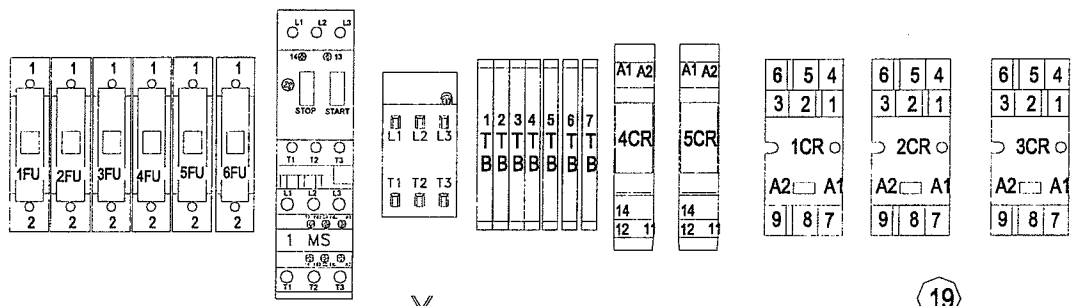 1 1 1 1 1 1
1FU 2FU 3FU 4FU 5FU 6FU
2 2 2 2 2 2
L1 L2 L3
14 13
STOP START
T1 T2 T3
L1 L2 L3
1 MS
T1 T2 T3
L1 L2 L3
T1 T2 T3
1 2 3 4 5 6 7
T T T T T T T
B B B B B B B
A1 A2
4CR
14
12 11
A1 A2
5CR
14
12 11
6 5 4
3 2 1
1CR
A2 A1
9 8 7
6 5 4
3 2 1
2CR
A2 A1
9 8 7
6 5 4
3 2 1
3CR
A2 A1
9 8 7
19